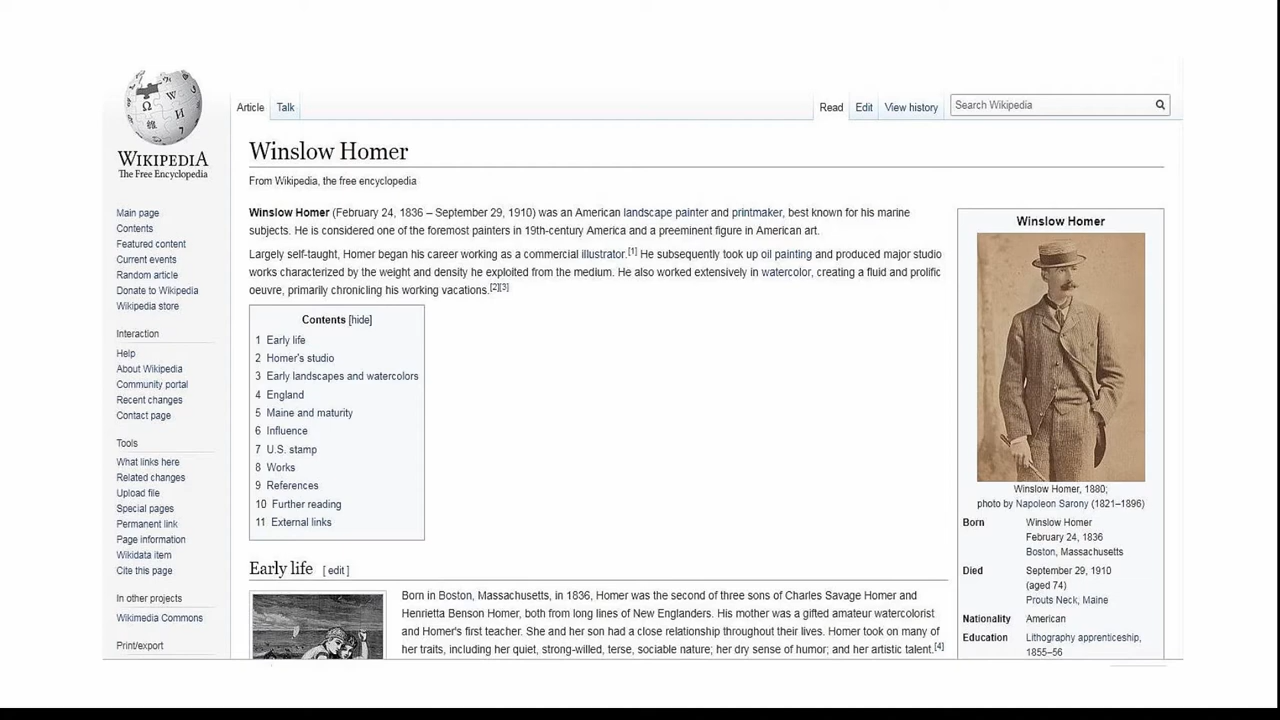 WIKIPEDIA
The Free Encyclopedia
Main page
Contents
Featured content
Current events
Random article
Donate to Wikipedia
Wikipedia store
Interaction
Help
About Wikipedia
Community portal
Recent changes
Contact page
Tools
What links here
Related changes
Upload file
Special pages
Permanent link
Page information
Wikidata item
Cite this page
In other projects
Wikimedia Commons
Print/export
Article Talk
Read Edit View history Search Wikipedia
Winslow Homer
From Wikipedia, the free encyclopedia
Winslow Homer (February 24, 1836 – September 29, 1910) was an American landscape painter and printmaker, best known for his marine
subjects. He is considered one of the foremost painters in 19th-century America and a preeminent figure in American art.
Largely self-taught, Homer began his career working as a commercial illustrator.[1] He subsequently took up oil painting and produced major studio
works characterized by the weight and density he exploited from the medium. He also worked extensively in watercolor, creating a fluid and prolific
oeuvre, primarily chronicling his working vacations.[2][3]
Contents [hide]
1 Early life
2 Homer's studio
3 Early landscapes and watercolors
4 England
5 Maine and maturity
6 Influence
7 U.S. stamp
8 Works
9 References
10 Further reading
11 External links
Early life [ edit ]
Born in Boston, Massachusetts, in 1836, Homer was the second of three sons of Charles Savage Homer and
Henrietta Benson Homer, both from long lines of New Englanders. His mother was a gifted amateur watercolorist
and Homer's first teacher. She and her son had a close relationship throughout their lives. Homer took on many of
her traits, including her quiet, strong-willed, terse, sociable nature; her dry sense of humor; and her artistic talent.[4]
Winslow Homer
Winslow Homer, 1880;
photo by Napoleon Sarony (1821–1896)
Born Winslow Homer
February 24, 1836
Boston, Massachusetts
Died September 29, 1910
(aged 74)
Prouts Neck, Maine
Nationality American
Education Lithography apprenticeship,
1855–56